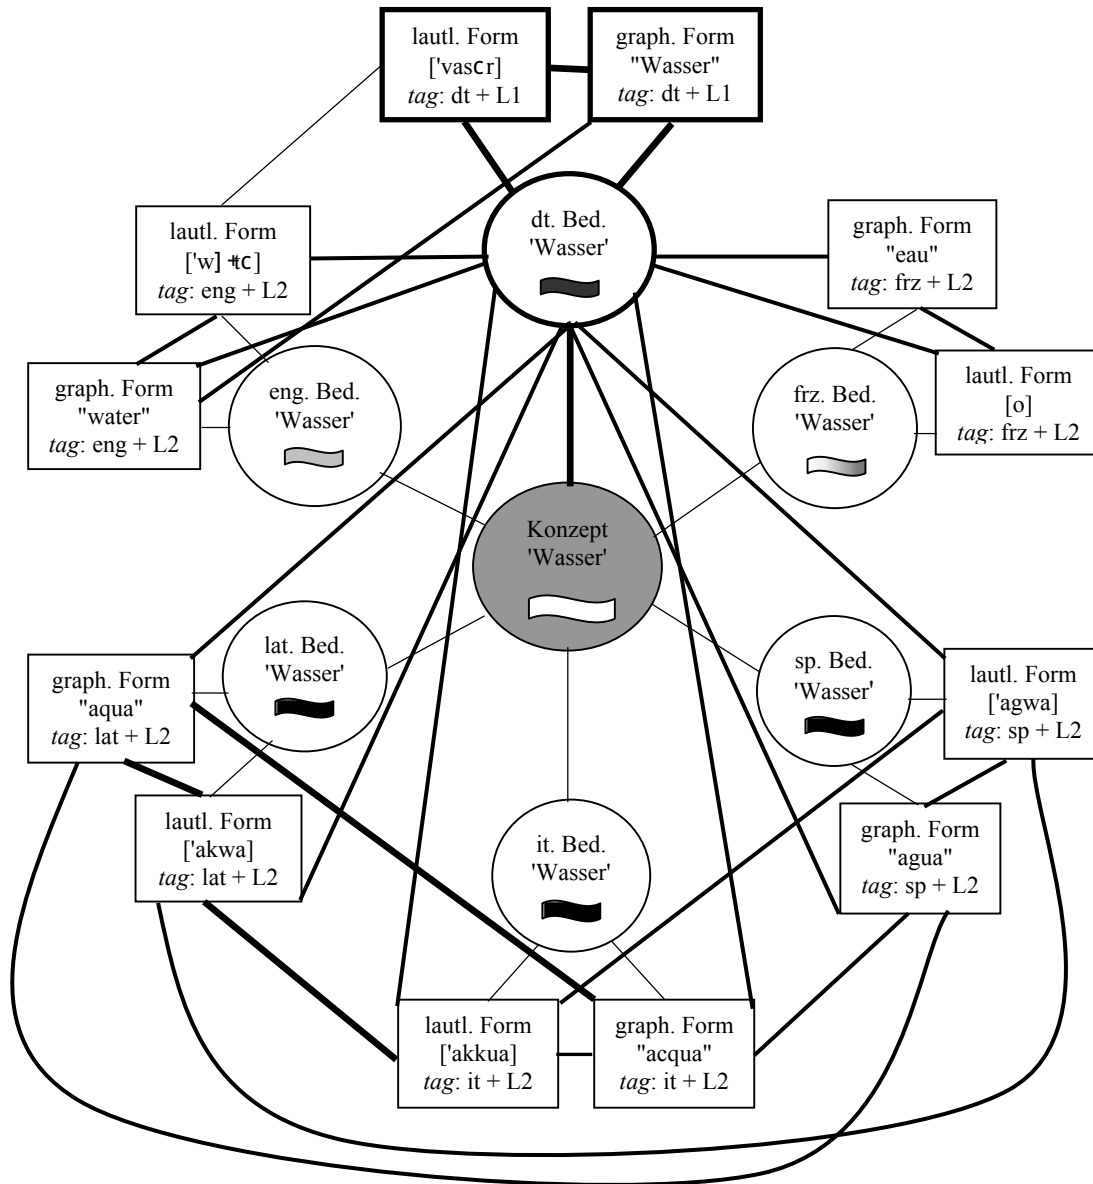 lautl. Form
['vascr]
tag: dt + L1
graph. Form
"Wasser"
tag: dt + L1
lautl. Form
['w] ɬtc]
tag: eng + L2
dt. Bed.
'Wasser'
graph. Form
"eau"
tag: frz + L2
graph. Form
"water"
tag: eng + L2
eng. Bed.
'Wasser'
frz. Bed.
'Wasser'
lautl. Form
[o]
tag: frz + L2
Konzept
'Wasser'
graph. Form
"aqua"
tag: lat + L2
lat. Bed.
'Wasser'
sp. Bed.
'Wasser'
lautl. Form
['agwa]
tag: sp + L2
lautl. Form
['akwa]
tag: lat + L2
it. Bed.
'Wasser'
graph. Form
"agua"
tag: sp + L2
lautl. Form
['akkua]
tag: it + L2
graph. Form
"acqua"
tag: it + L2